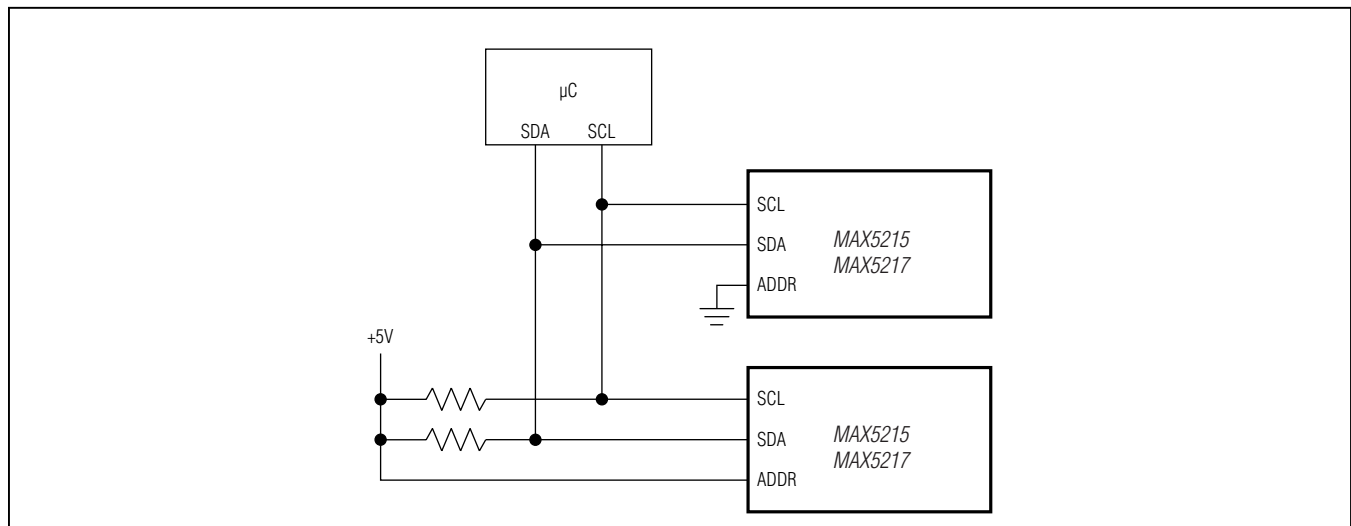 µC
SDA SCL
SCL
SDA
ADDR
MAX5215
MAX5217
+5V
SCL
SDA
ADDR
MAX5215
MAX5217